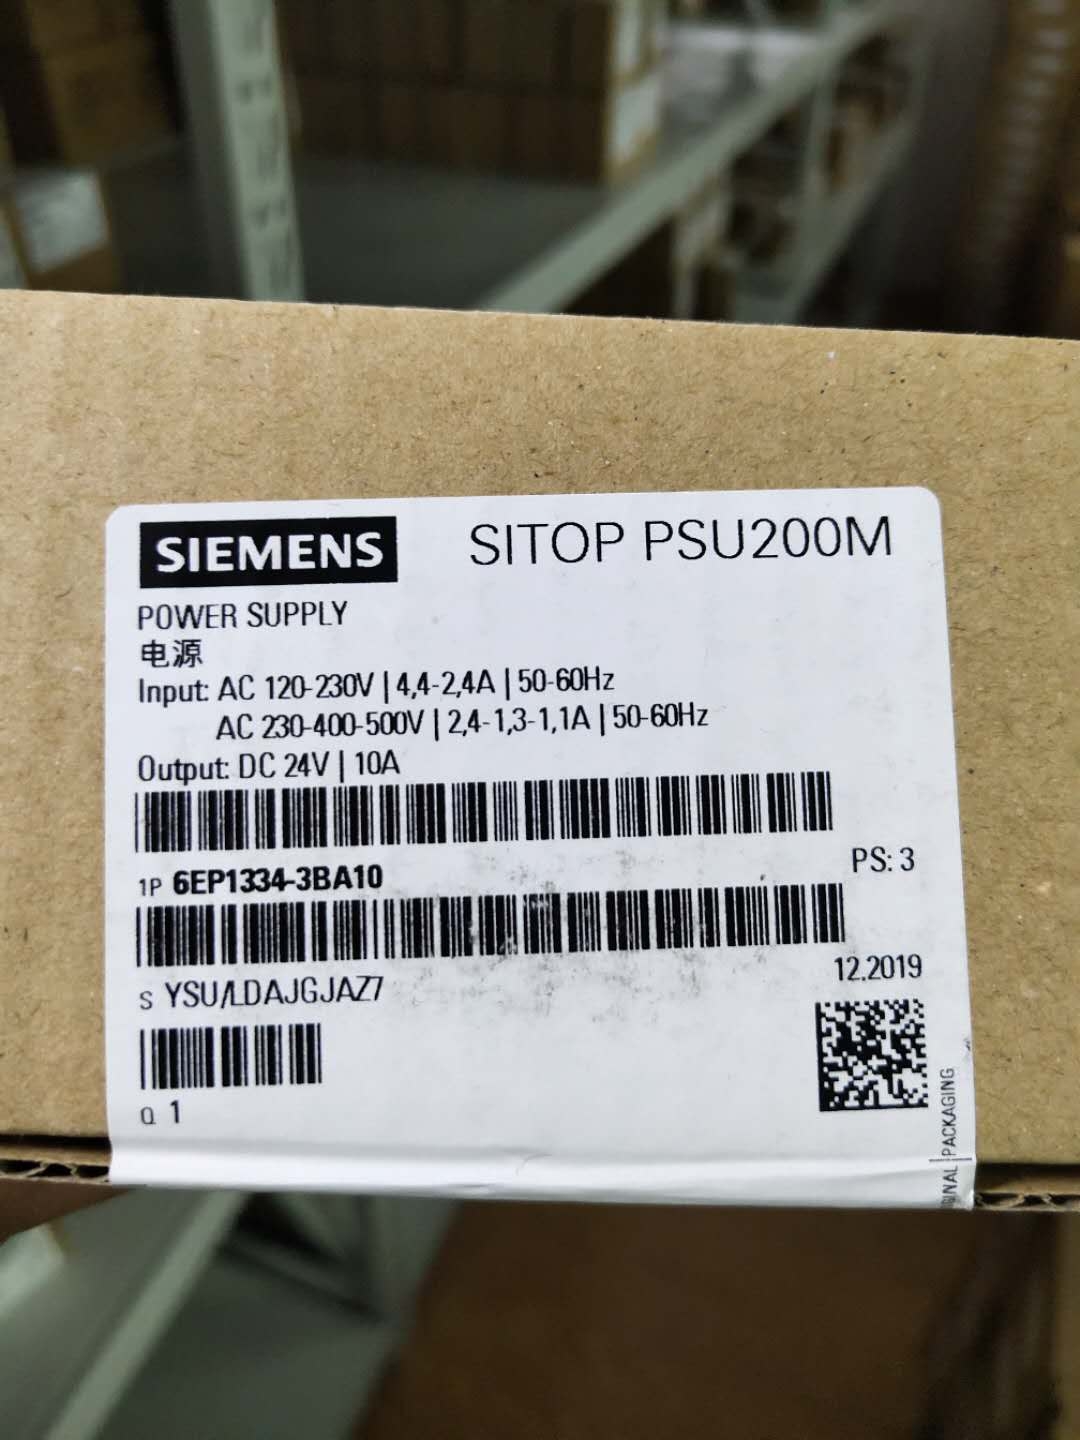 SIEMENS SITOP PSU200M
POWER SUPPLY
电源
Input: AC 120-230V | 4,4-2,4A | 50-60Hz
AC 230-400-500V | 2,4-1,3-1,1A | 50-60Hz
Output: DC 24V | 10A
1P 6EP1334-3BA10
PS: 3
S YSU/LDAJGJAZ7
12.2019
Q 1
PACKAGING